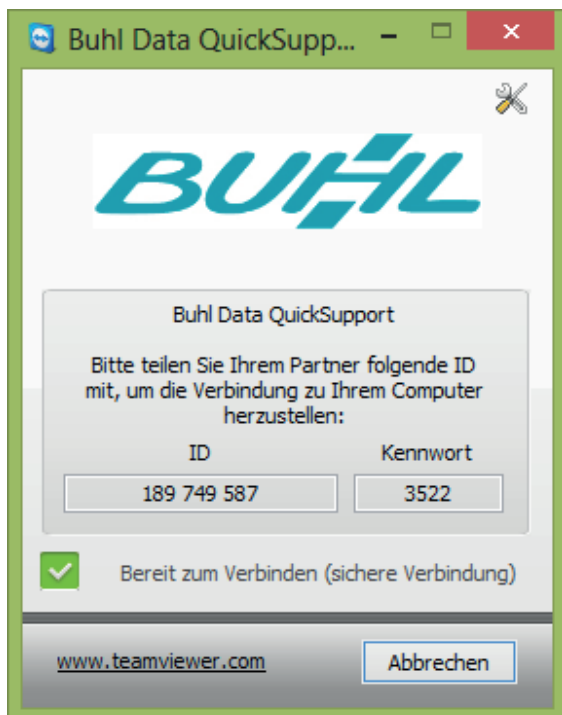 Buhl Data QuickSupp...
BUHL
Buhl Data QuickSupport
Bitte teilen Sie Ihrem Partner folgende ID
mit, um die Verbindung zu Ihrem Computer
herzustellen:
ID Kennwort
189 749 587 3522
Bereit zum Verbinden (sichere Verbindung)
www.teamviewer.com Abbrechen